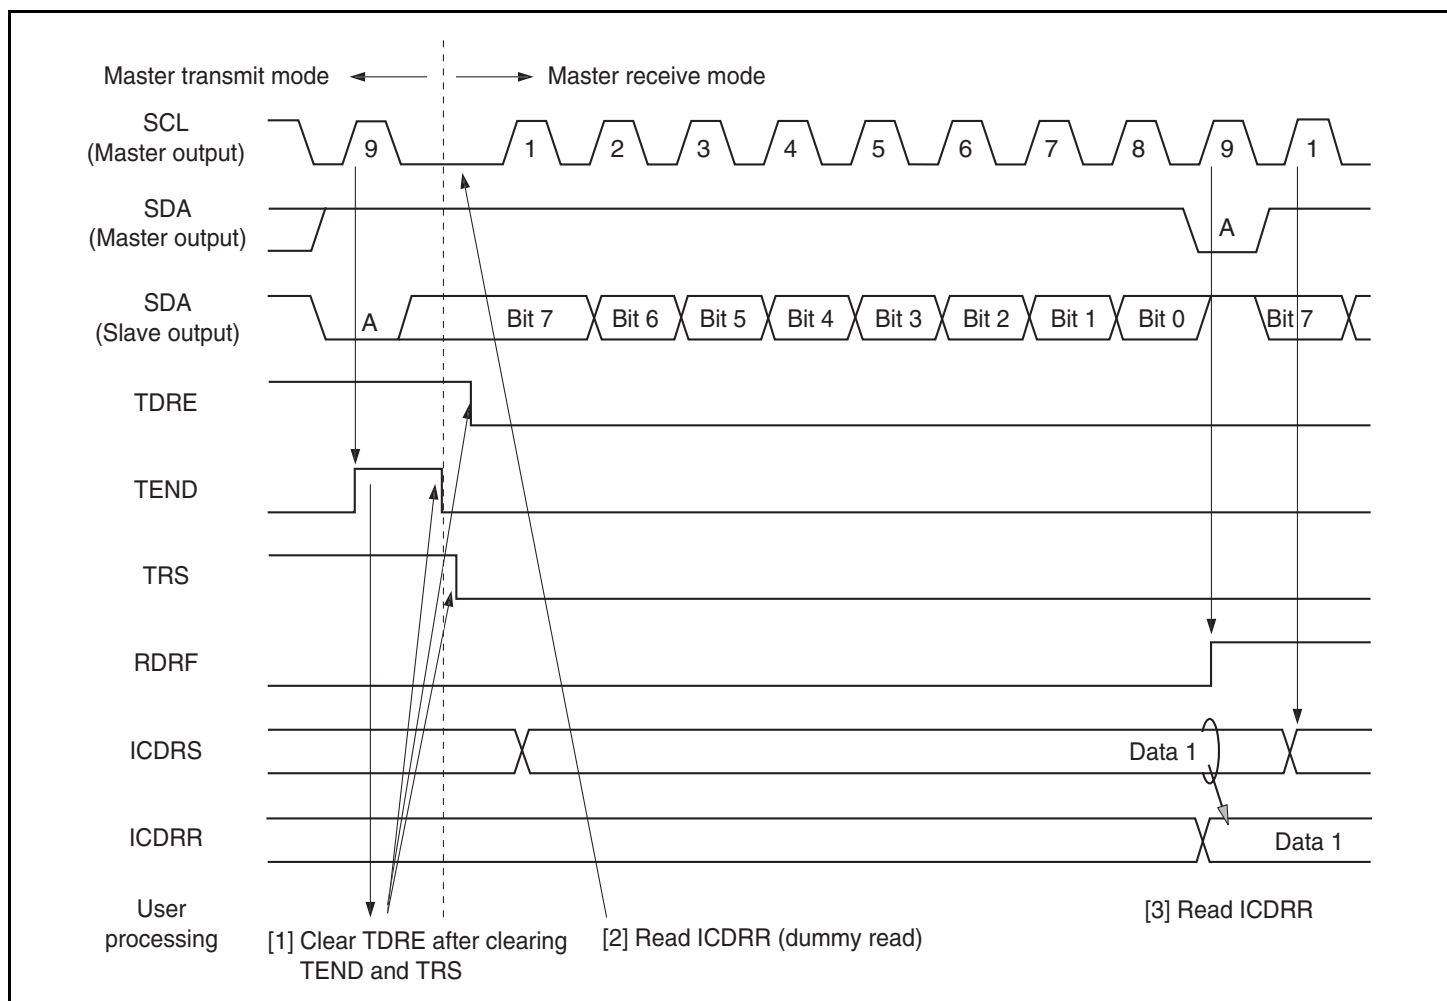 Master transmit mode
Master receive mode
SCL
(Master output)
9
1
2
3
4
5
6
7
8
9
1
SDA
(Master output)
A
SDA
(Slave output)
A
Bit 7
Bit 6
Bit 5
Bit 4
Bit 3
Bit 2
Bit 1
Bit 0
Bit 7
TDRE
TEND
TRS
RDRF
ICDRS
Data 1
ICDRR
Data 1
User
processing
[1] Clear TDRE after clearing
TEND and TRS
[2] Read ICDRR (dummy read)
[3] Read ICDRR